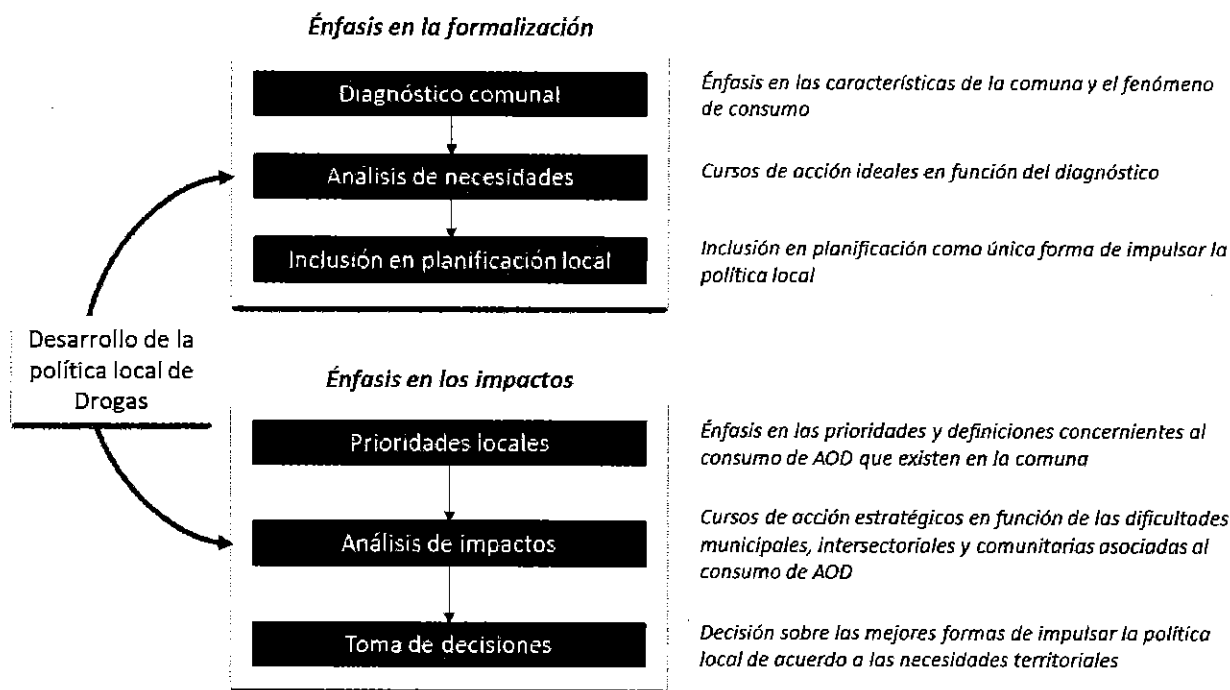 Énfasis en la formalización
Diagnóstico comunal
Énfasis en las características de la comuna y el fenómeno
de consumo
Análisis de necesidades
Cursos de acción ideales en función del diagnóstico
Inclusión en planificación local
Inclusión en planificación como única forma de impulsar la
política local
Desarrollo de la
política local de
Drogas
Énfasis en los impactos
Prioridades locales
Énfasis en las prioridades y definiciones concernientes al
consumo de AOD que existen en la comuna
Análisis de impactos
Cursos de acción estratégicos en función de las dificultades
municipales, intersectoriales y comunitarias asociadas al
consumo de AOD
Toma de decisiones
Decisión sobre las mejores formas de impulsar la política
local de acuerdo a las necesidades territoriales